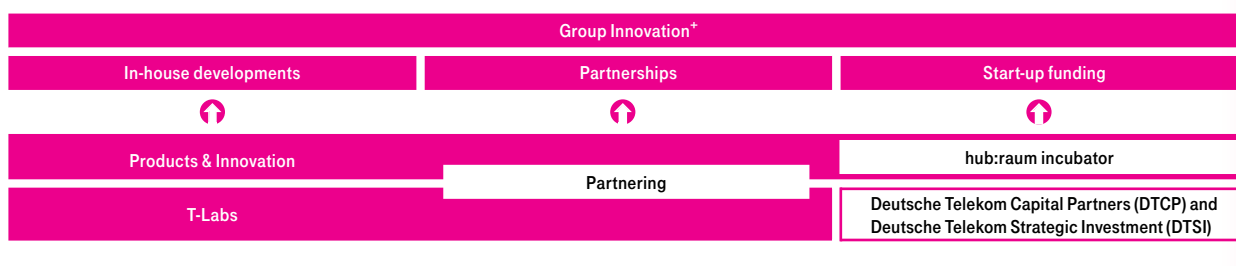 Group Innovation+
In-house developments
Partnerships
Start-up funding
Products & Innovation
hub:raum incubator
Partnering
T-Labs
Deutsche Telekom Capital Partners (DTCP) and
Deutsche Telekom Strategic Investment (DTSI)